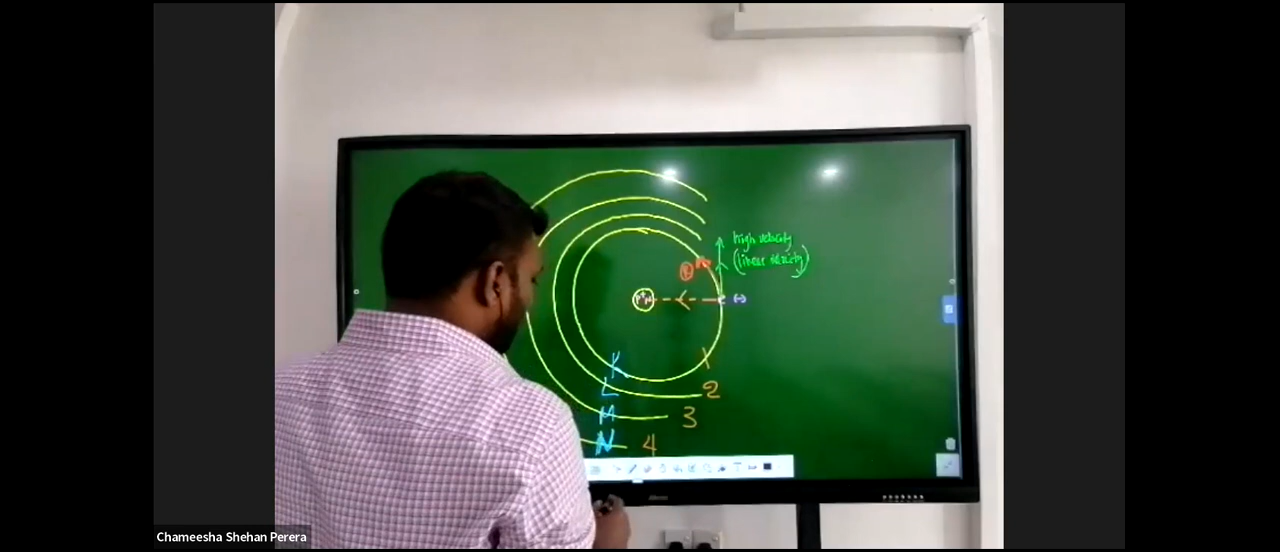 high velocity
(linear velocity)
P+N
e (-)
K
1
L
2
M
3
N
4
Chameesha Shehan Perera